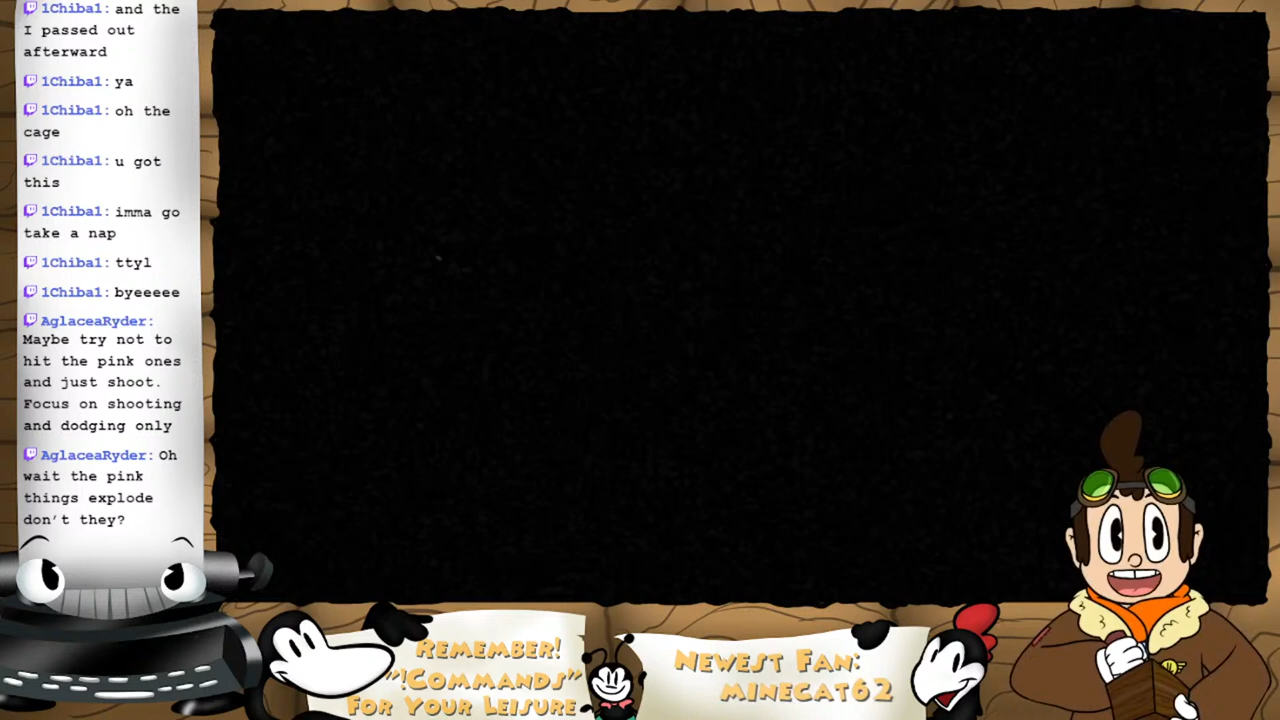 1Chiba1: and the
I passed out
afterward
1Chiba1: ya
1Chiba1: oh the
cage
1Chiba1: u got
this
1Chiba1: imma go
take a nap
1Chiba1: ttyl
1Chiba1: byeeeee
AglaceaRyder:
Maybe try not to
hit the pink ones
and just shoot.
Focus on shooting
and dodging only
AglaceaRyder: Oh
wait the pink
things explode
don't they?
Remember!
"!Commands"
For Your Leisure
Newest Fan:
minecat62